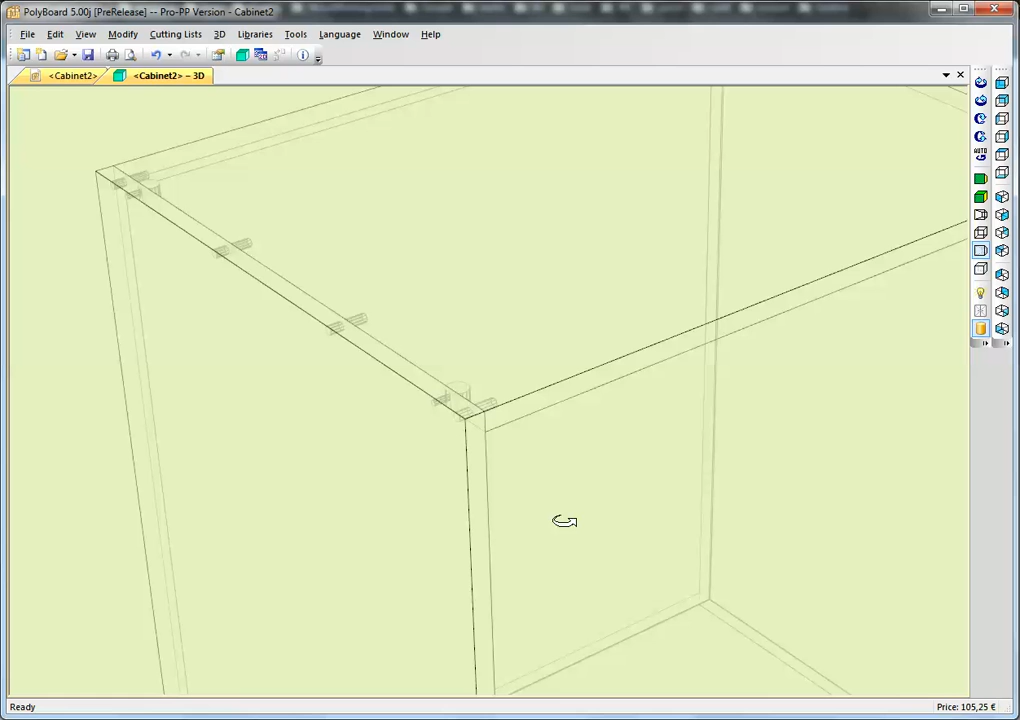 PolyBoard 5.00j [PreRelease] -- Pro-PP Version - Cabinet2
File Edit View Modify Cutting Lists 3D Libraries Tools Language Window Help
<Cabinet2> <Cabinet2> – 3D
AUTO
Ready Price: 105,25 €